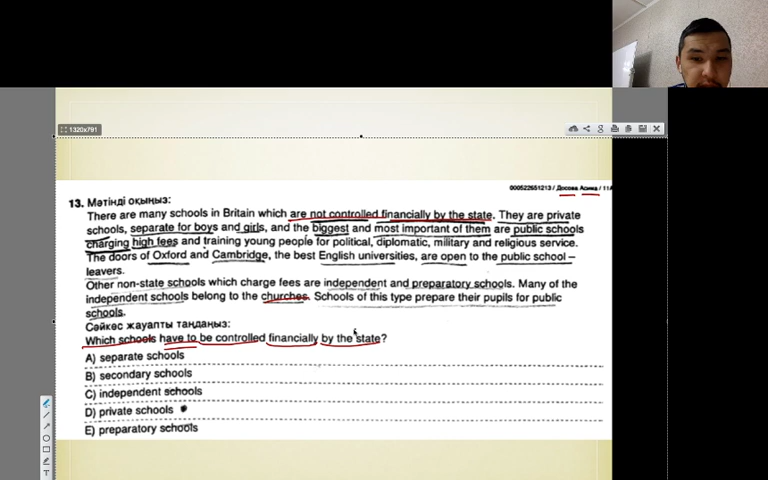 1320x791
000522651213 / Досова Асима / 11А
13. Мәтінді оқыңыз:
There are many schools in Britain which are not controlled financially by the state. They are private
schools, separate for boys and girls, and the biggest and most important of them are public schools
charging high fees and training young people for political, diplomatic, military and religious service.
The doors of Oxford and Cambridge, the best English universities, are open to the public school –
leavers.
Other non-state schools which charge fees are independent and preparatory schools. Many of the
independent schools belong to the churches. Schools of this type prepare their pupils for public
schools.
Сәйкес жауапты таңдаңыз:
Which schools have to be controlled financially by the state?
A) separate schools
B) secondary schools
C) independent schools
D) private schools
E) preparatory schools